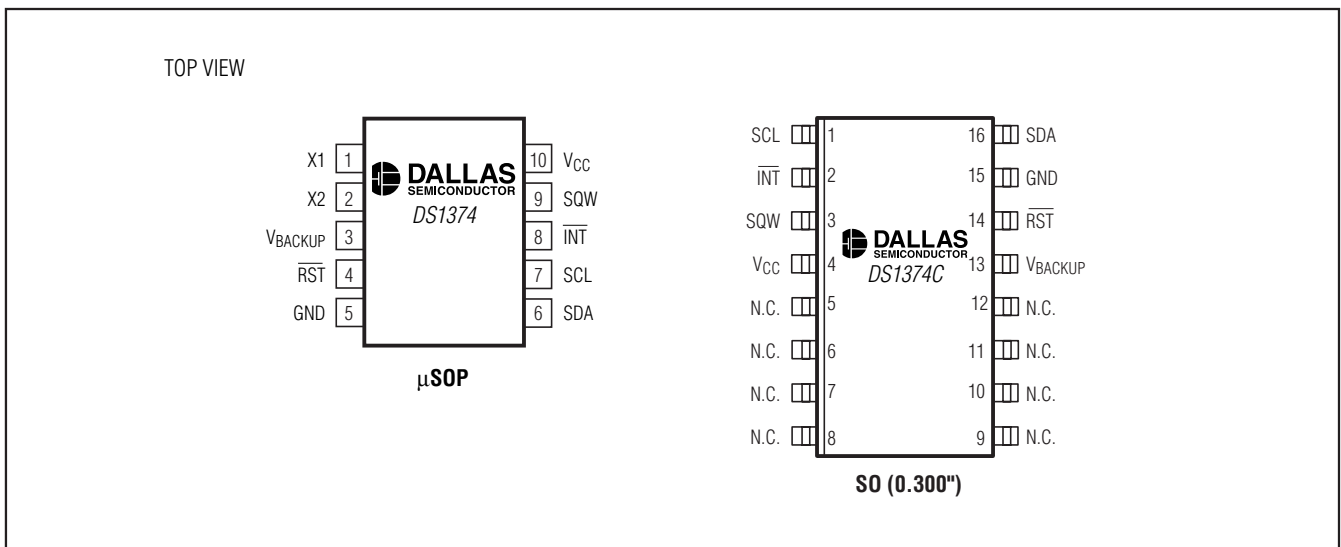 TOP VIEW
X1 1
X2 2
VBACKUP 3
RST 4
GND 5
10 VCC
9 SQW
8 INT
7 SCL
6 SDA
DALLAS
SEMICONDUCTOR
DS1374
µSOP
SCL 1
INT 2
SQW 3
VCC 4
N.C. 5
N.C. 6
N.C. 7
N.C. 8
16 SDA
15 GND
14 RST
13 VBACKUP
12 N.C.
11 N.C.
10 N.C.
9 N.C.
DALLAS
SEMICONDUCTOR
DS1374C
SO (0.300")